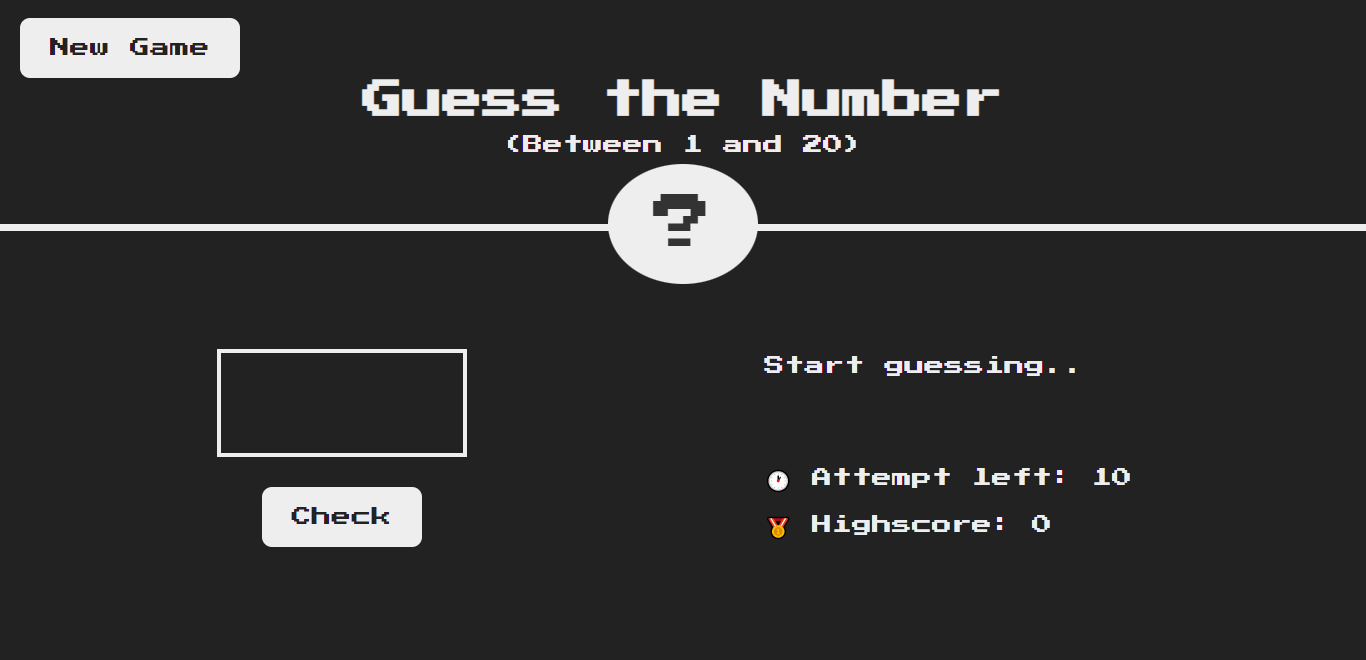 New Game
Guess the Number
(Between 1 and 20)
?
Start guessing..
Check
🕛 Attempt left: 10
🥇 Highscore: 0